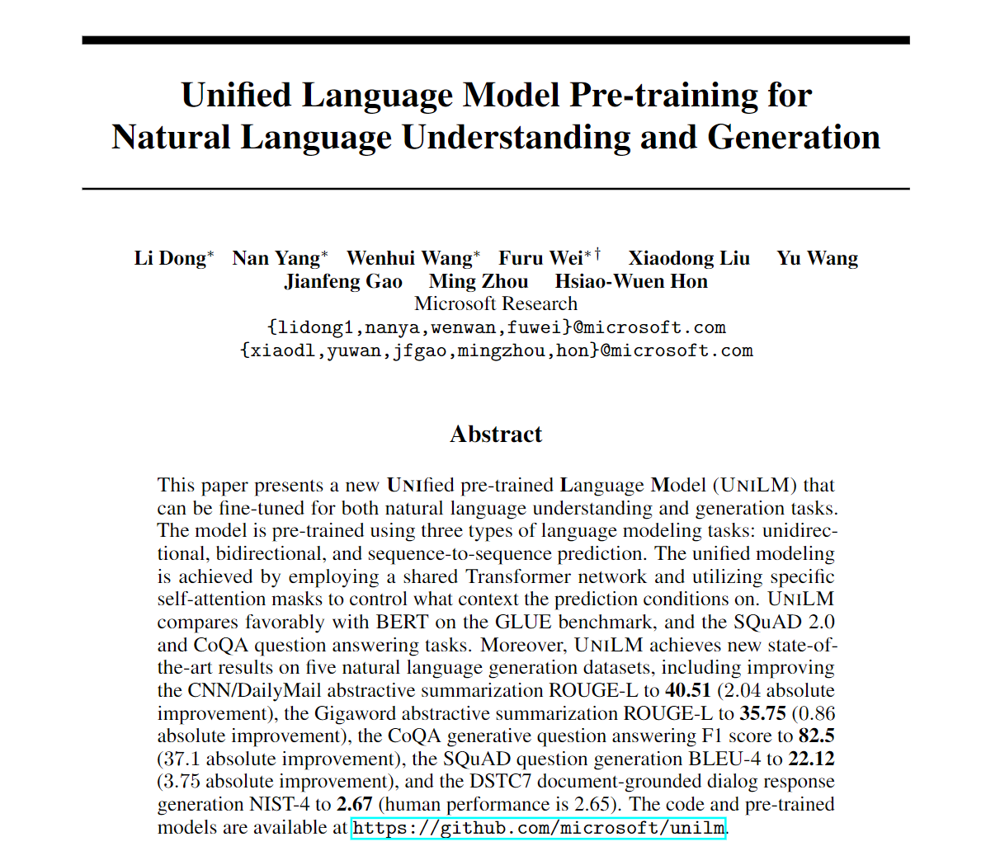 Unified Language Model Pre-training for
Natural Language Understanding and Generation
Li Dong* Nan Yang* Wenhui Wang* Furu Wei*† Xiaodong Liu Yu Wang
Jianfeng Gao Ming Zhou Hsiao-Wuen Hon
Microsoft Research
{lidong1,nanya,wenwan,fuwei}@microsoft.com
{xiaodl,yuwan,jfgao,mingzhou,hon}@microsoft.com
Abstract
This paper presents a new UNIfied pre-trained Language Model (UNILM) that
can be fine-tuned for both natural language understanding and generation tasks.
The model is pre-trained using three types of language modeling tasks: unidirec-
tional, bidirectional, and sequence-to-sequence prediction. The unified modeling
is achieved by employing a shared Transformer network and utilizing specific
self-attention masks to control what context the prediction conditions on. UNILM
compares favorably with BERT on the GLUE benchmark, and the SQuAD 2.0
and CoQA question answering tasks. Moreover, UNILM achieves new state-of-
the-art results on five natural language generation datasets, including improving
the CNN/DailyMail abstractive summarization ROUGE-L to 40.51 (2.04 absolute
improvement), the Gigaword abstractive summarization ROUGE-L to 35.75 (0.86
absolute improvement), the CoQA generative question answering F1 score to 82.5
(37.1 absolute improvement), the SQuAD question generation BLEU-4 to 22.12
(3.75 absolute improvement), and the DSTC7 document-grounded dialog response
generation NIST-4 to 2.67 (human performance is 2.65). The code and pre-trained
models are available at https://github.com/microsoft/unilm.